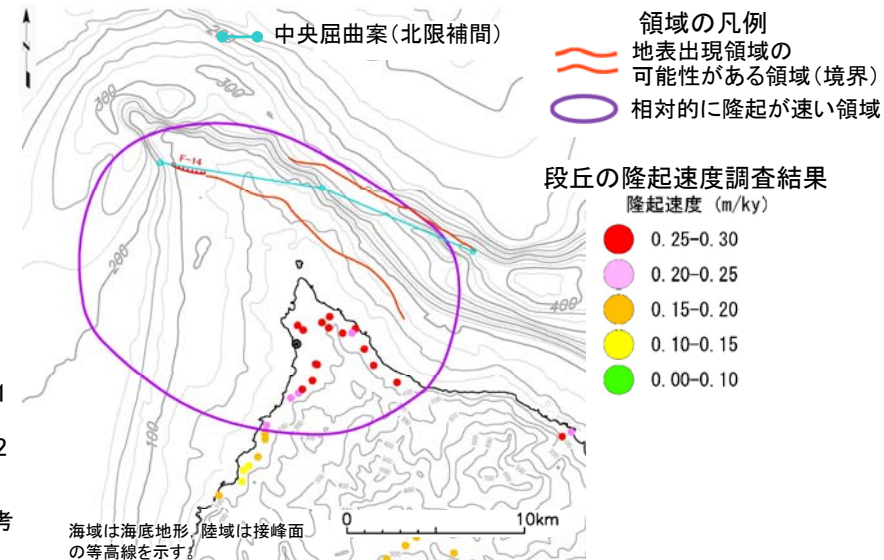 中央屈曲案(北限補間)
領域の凡例
地表出現領域の
可能性がある領域(境界)
相対的に隆起が速い領域
段丘の隆起速度調査結果
隆起速度 (m/ky)
0.25-0.30
0.20-0.25
0.15-0.20
0.10-0.15
0.00-0.10
300
300
F-14
200
400
100
1
2
考
0
10km
海域は海底地形，陸域は接峰面
の等高線を示す。